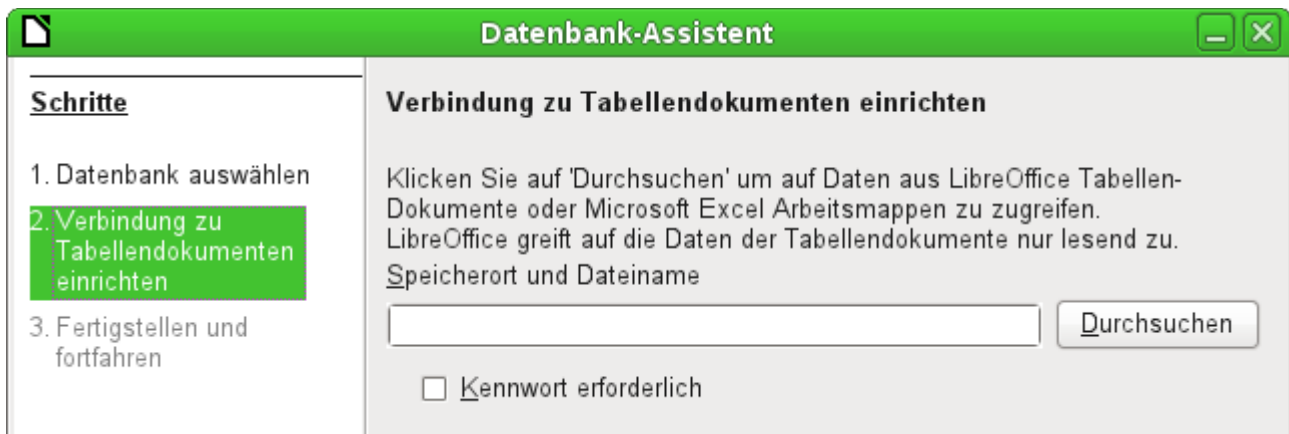 Datenbank-Assistent
Schritte
1. Datenbank auswählen
2. Verbindung zu
Tabellendokumenten
einrichten
3. Fertigstellen und
fortfahren
Verbindung zu Tabellendokumenten einrichten
Klicken Sie auf 'Durchsuchen' um auf Daten aus LibreOffice Tabellen-
Dokumente oder Microsoft Excel Arbeitsmappen zu zugreifen.
LibreOffice greift auf die Daten der Tabellendokumente nur lesend zu.
Speicherort und Dateiname
Durchsuchen
Kennwort erforderlich